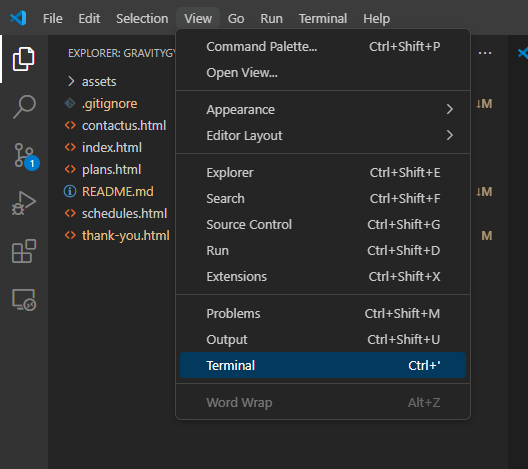 File Edit Selection View Go Run Terminal Help
EXPLORER: GRAVITYGY
assets
.gitignore ↓M
contactus.html
index.html
plans.html
README.md ↓M
schedules.html
thank-you.html M
1
Command Palette... Ctrl+Shift+P
Open View...
Appearance
Editor Layout
Explorer Ctrl+Shift+E
Search Ctrl+Shift+F
Source Control Ctrl+Shift+G
Run Ctrl+Shift+D
Extensions Ctrl+Shift+X
Problems Ctrl+Shift+M
Output Ctrl+Shift+U
Terminal Ctrl+'
Word Wrap Alt+Z